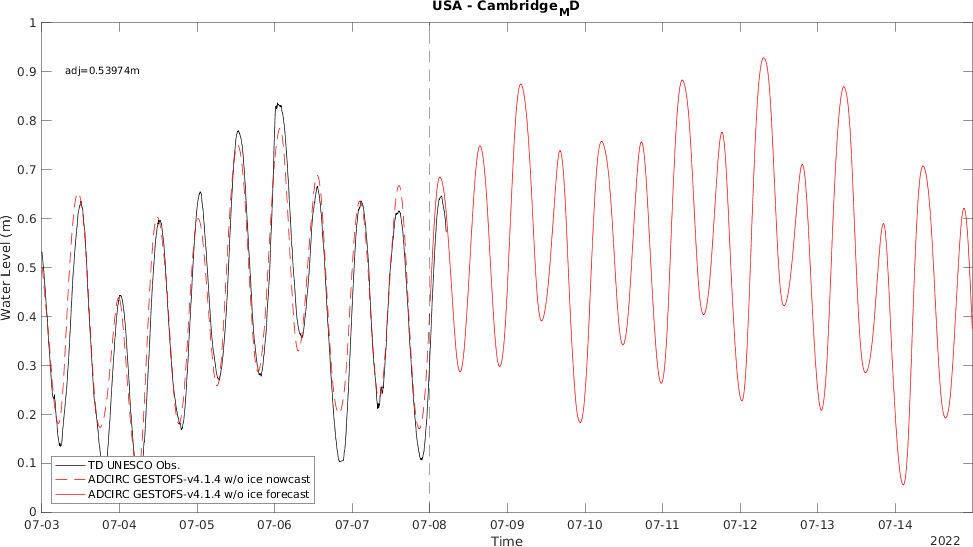 USA - Cambridge_MD
1
0.9
adj=0.53974m
0.8
0.7
0.6
0.5
0.4
0.3
0.2
0.1
0
Water Level (m)
TD UNESCO Obs.
ADCIRC GESTOFS-v4.1.4 w/o ice nowcast
ADCIRC GESTOFS-v4.1.4 w/o ice forecast
07-03 07-04 07-05 07-06 07-07 07-08 07-09 07-10 07-11 07-12 07-13 07-14
Time
2022